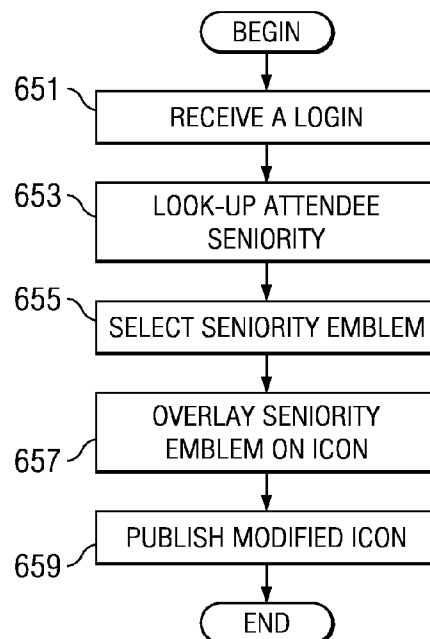 BEGIN
651
RECEIVE A LOGIN
653
LOOK-UP ATTENDEE
SENIORITY
655
SELECT SENIORITY EMBLEM
OVERLAY SENIORITY
EMBLEM ON ICON
657
PUBLISH MODIFIED ICON
659
END